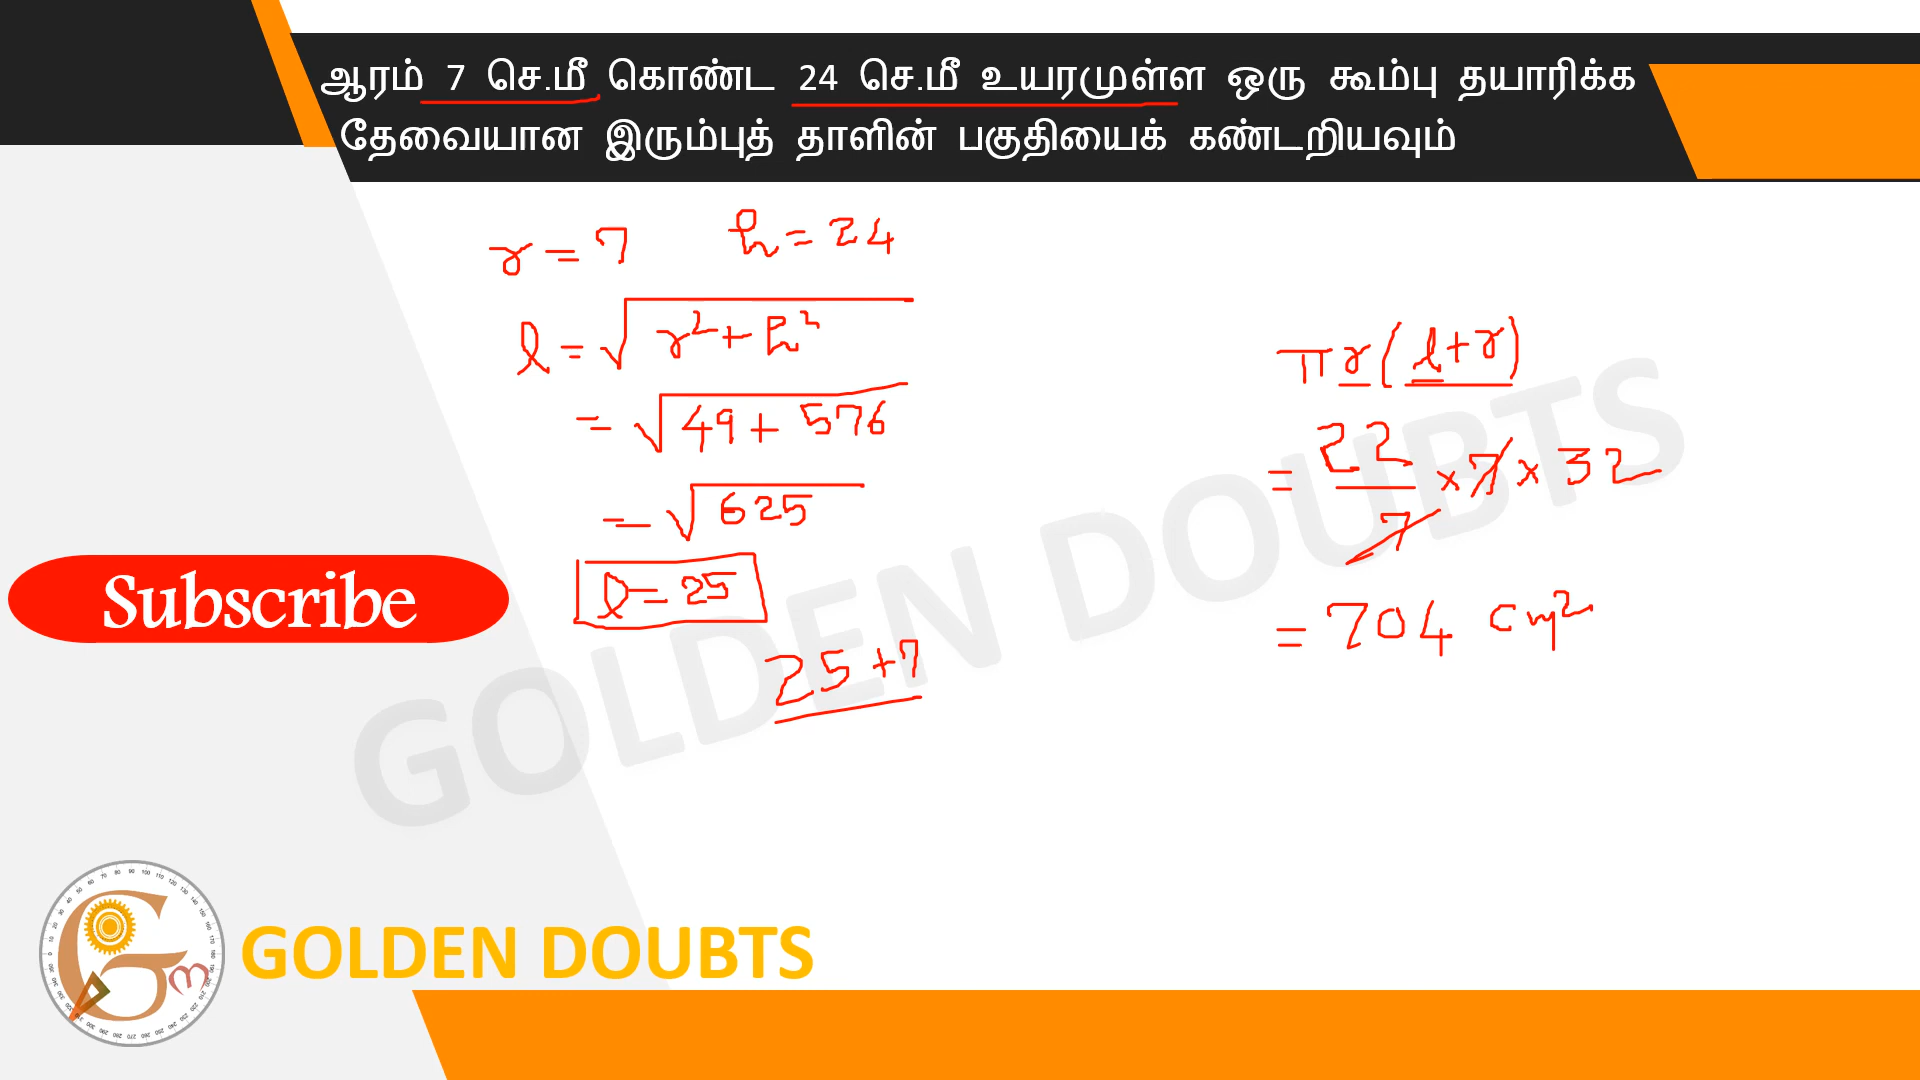 ஆரம் 7 செ.மீ கொண்ட 24 செ.மீ உயரமுள்ள ஒரு கூம்பு தயாரிக்க
தேவையான இரும்புத் தாளின் பகுதியைக் கண்டறியவும்
r = 7 h = 24
l = √r²+h²
= √49 + 576
= √625
l = 25
25 + 7
πr(l+r)
= 22/7 × 7 × 32
= 704 cm²
Subscribe
GOLDEN DOUBTS
GOLDEN DOUBTS